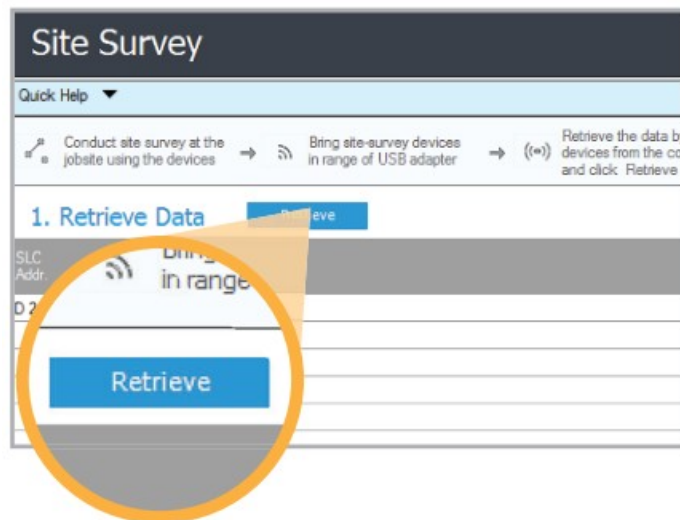 Site Survey
Quick Help
Conduct site survey at the
jobsite using the devices
Bring site-survey devices
in range of USB adapter
Retrieve the data
devices from the
and click Retrieve
1. Retrieve Data
Retrieve
SLC
Addr.
in range
Retrieve